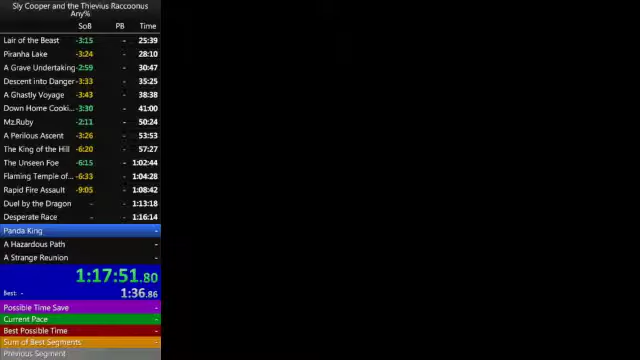 Sly Cooper and the Thievius Raccoonus
Any%
SoB PB Time
Lair of the Beast -3:15 - 25:39
Piranha Lake -3:24 - 28:10
A Grave Undertaking -2:59 - 30:47
Descent into Danger -3:33 - 35:25
A Ghastly Voyage -3:43 - 38:38
Down Home Cooki... -3:30 - 41:00
Mz.Ruby -2:11 - 50:24
A Perilous Ascent -3:26 - 53:53
The King of the Hill -6:20 - 57:27
The Unseen Foe -6:15 - 1:02:44
Flaming Temple of... -6:33 - 1:04:28
Rapid Fire Assault -9:05 - 1:08:42
Duel by the Dragon - - 1:13:18
Desperate Race - - 1:16:14
Panda King -
A Hazardous Path -
A Strange Reunion -
1:17:51.80
Best: - 1:36.86
Possible Time Save -
Current Pace -
Best Possible Time -
Sum of Best Segments -
Previous Segment -